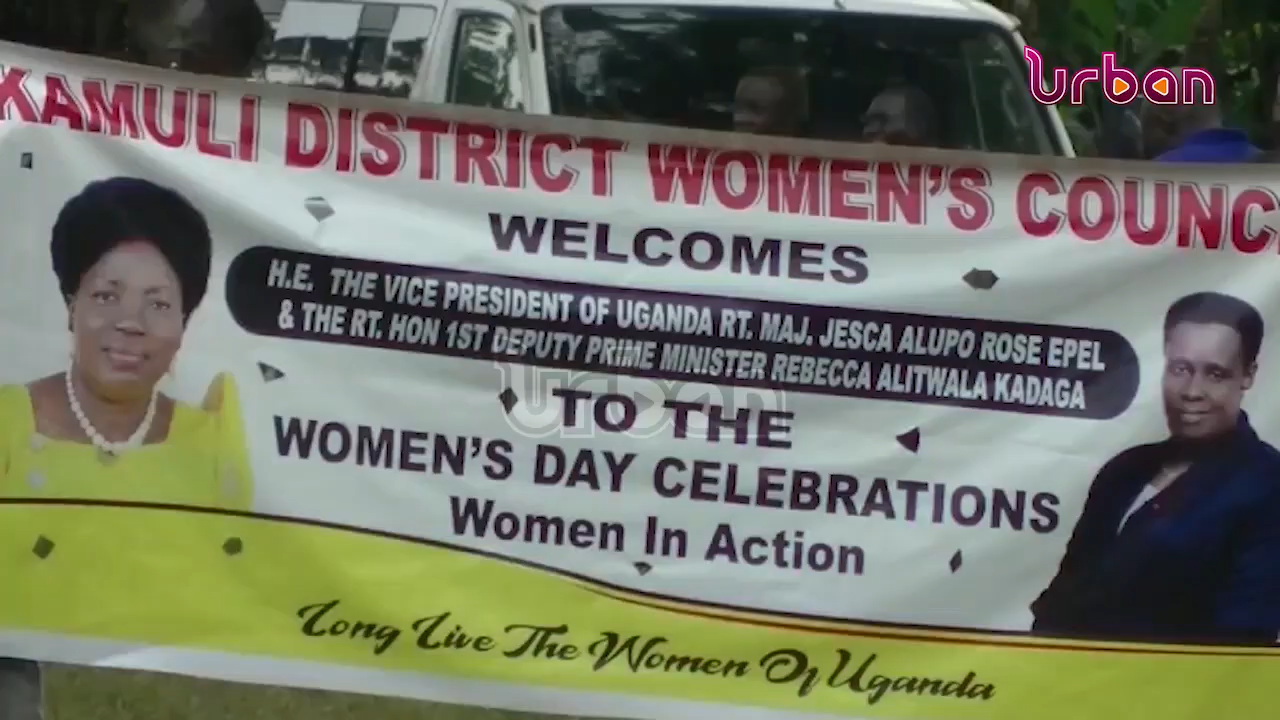 Urban
KAMULI DISTRICT WOMEN'S COUNC
WELCOMES
H.E. THE VICE PRESIDENT OF UGANDA RT. MAJ. JESCA ALUPO ROSE EPEL
& THE RT. HON 1ST DEPUTY PRIME MINISTER REBECCA ALITWALA KADAGA
TO THE
Urban
WOMEN'S DAY CELEBRATIONS
Women In Action
Long Live The Women Of Uganda